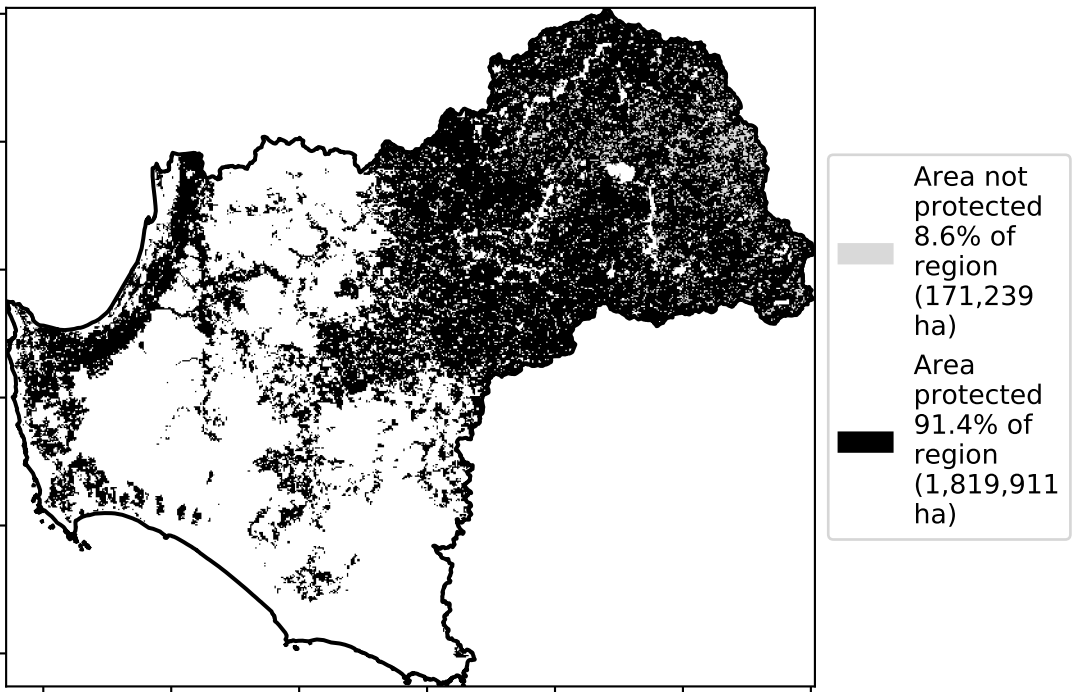 Area not
protected
8.6% of
region
(171,239
ha)
Area
protected
91.4% of
region
(1,819,911
ha)